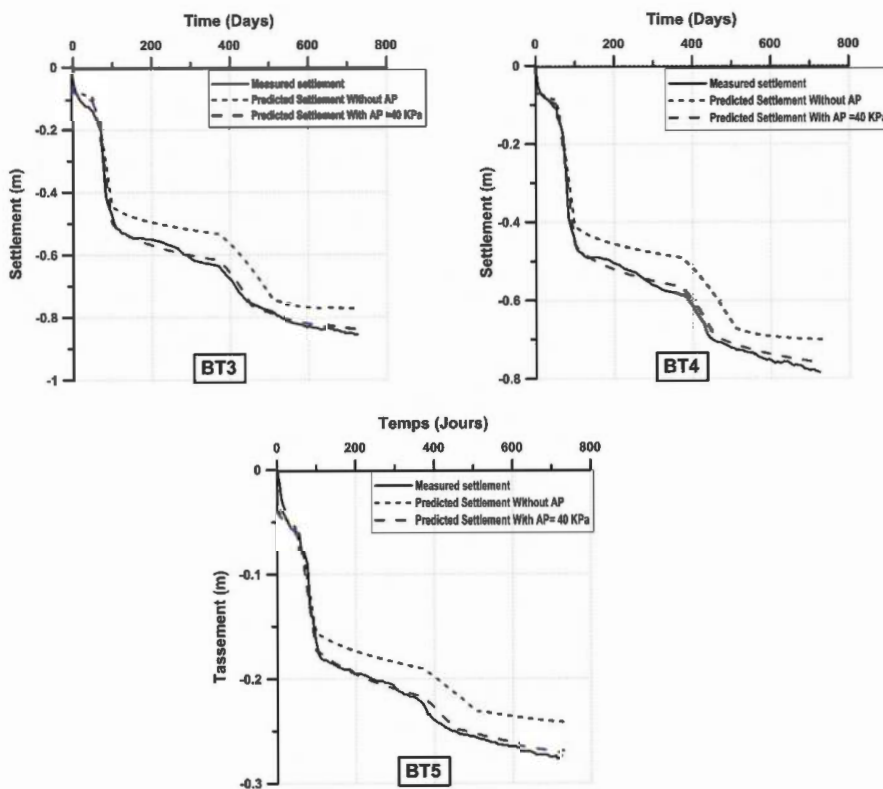 Time (Days)
0 200 400 600 800
0
-0.2
-0.4
-0.6
-0.8
-1
Settlement (m)
Measured settlement
Predicted Settlement Without AP
Predicted Settlement With AP =40 KPa
BT3
Time (Days)
0 200 400 600 800
0
-0.2
-0.4
-0.6
-0.8
Settlement (m)
Measured settlement
Predicted Settlement Without AP
Predicted Settlement With AP =40 KPa
BT4
Temps (Jours)
0 200 400 600 800
0
-0.1
-0.2
-0.3
Tassement (m)
Measured settlement
Predicted Settlement Without AP
Predicted Settlement With AP= 40 KPa
BT5